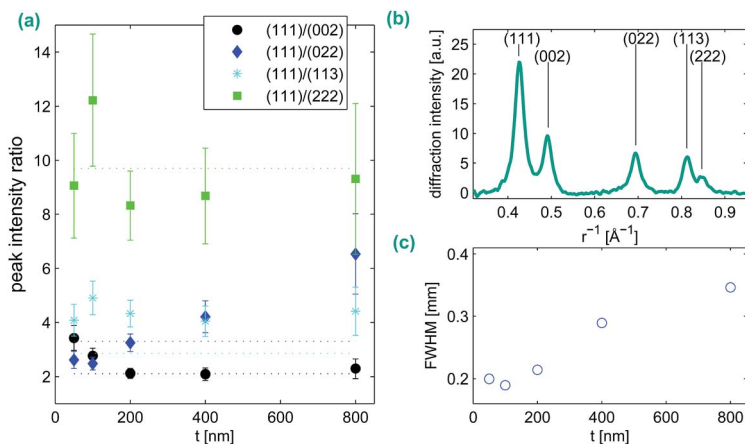 (a)
(111)/(002)
(111)/(022)
(111)/(113)
(111)/(222)
peak intensity ratio
16
14
12
10
8
6
4
2
0 200 400 600 800
t [nm]
(b)
diffraction intensity [a.u.]
25
20
15
10
5
0
(111)
(002)
(022) (113)
(222)
0.4 0.5 0.6 0.7 0.8 0.9
r⁻¹ [Å⁻¹]
(c)
FWHM [mm]
0.4
0.3
0.2
0 200 400 600 800
t [nm]